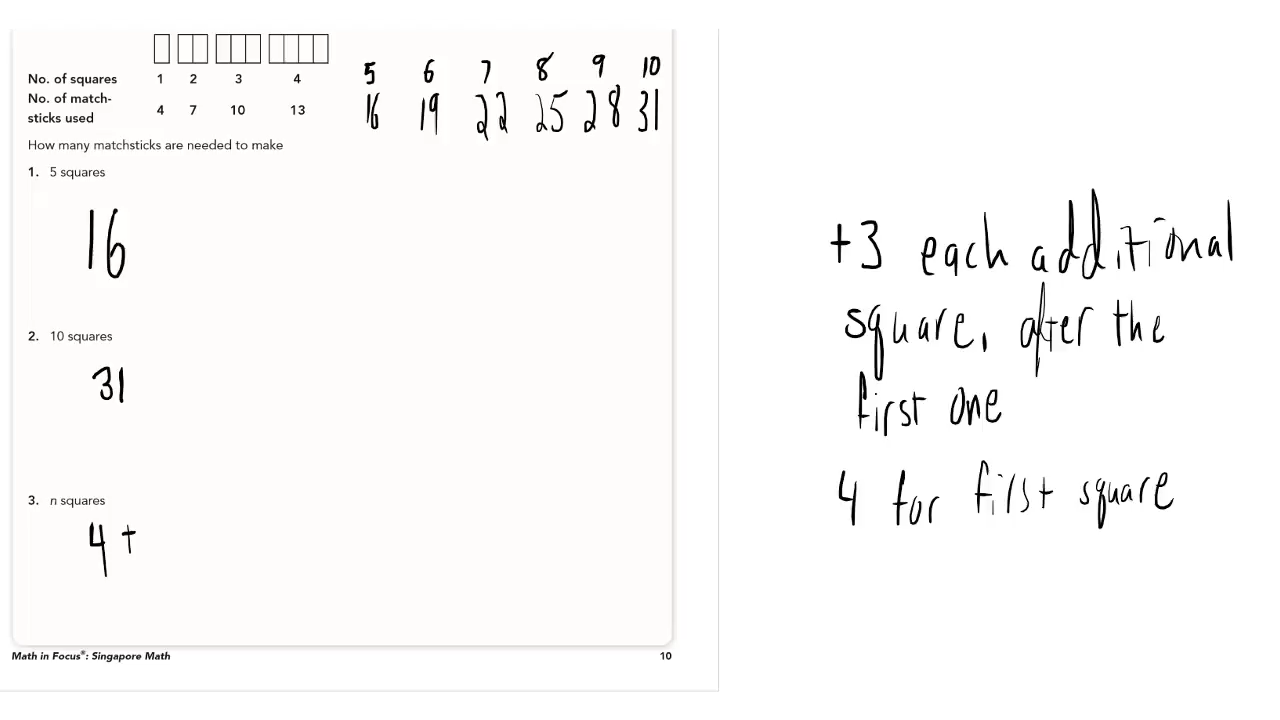 5 6 7 8 9 10
No. of squares 1 2 3 4
No. of match-
sticks used 4 7 10 13 16 19 22 25 28 31
How many matchsticks are needed to make
1. 5 squares
16
2. 10 squares
31
3. n squares
4 +
Math in Focus®: Singapore Math 10
+3 each additional
square, after the
first one
4 for first square